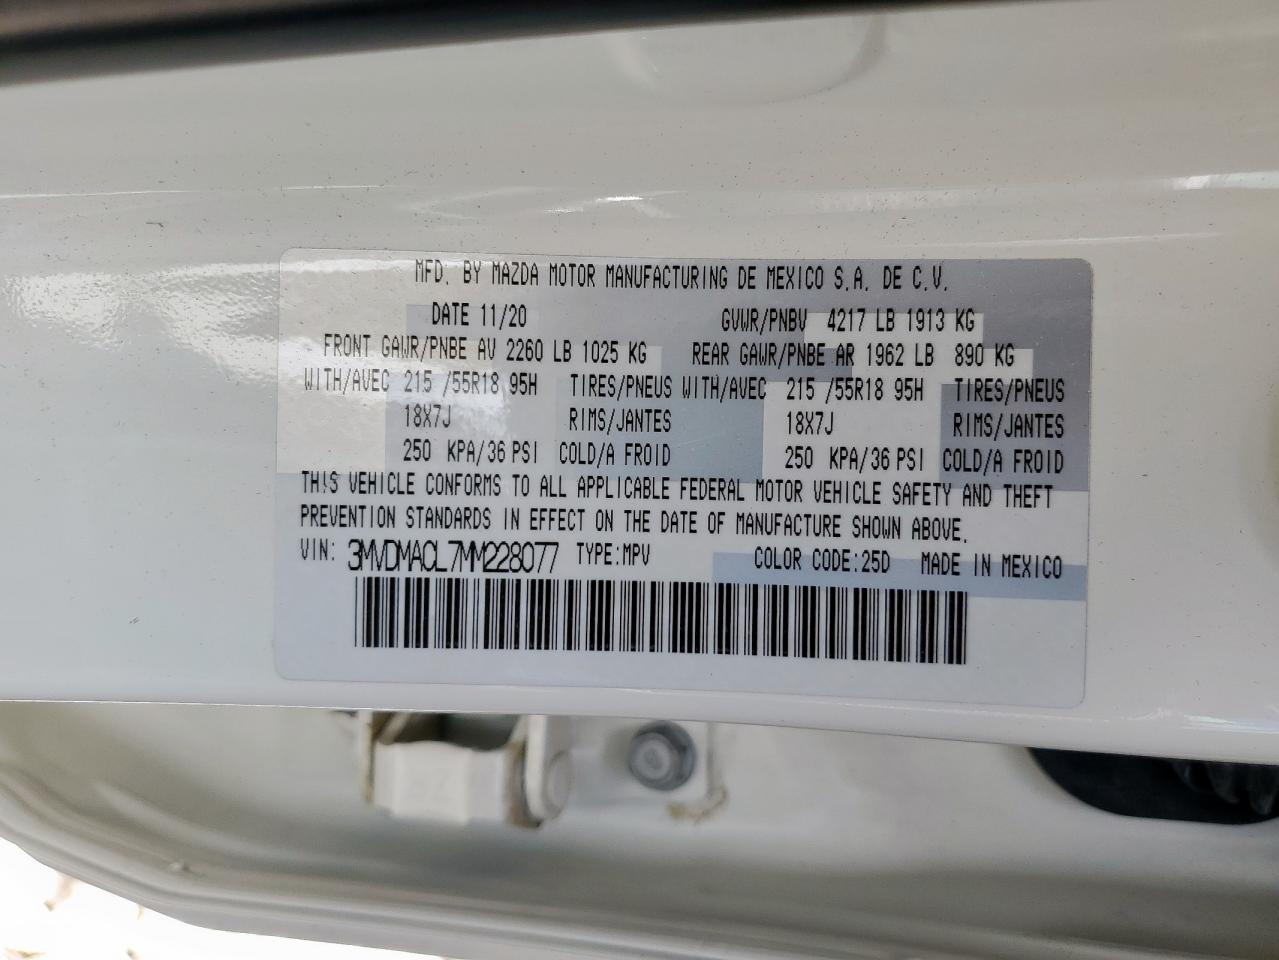 MFD. BY MAZDA MOTOR MANUFACTURING DE MEXICO S.A. DE C.V.
DATE 11/20 GVWR/PNBV 4217 LB 1913 KG
FRONT GAWR/PNBE AV 2260 LB 1025 KG REAR GAWR/PNBE AR 1962 LB 890 KG
WITH/AVEC 215 /55R18 95H TIRES/PNEUS WITH/AVEC 215 /55R18 95H TIRES/PNEUS
18X7J RIMS/JANTES 18X7J RIMS/JANTES
250 KPA/36 PSI COLD/A FROID 250 KPA/36 PSI COLD/A FROID
THIS VEHICLE CONFORMS TO ALL APPLICABLE FEDERAL MOTOR VEHICLE SAFETY AND THEFT
PREVENTION STANDARDS IN EFFECT ON THE DATE OF MANUFACTURE SHOWN ABOVE.
VIN: 3MVDMACL7MM228077 TYPE:MPV COLOR CODE:25D MADE IN MEXICO